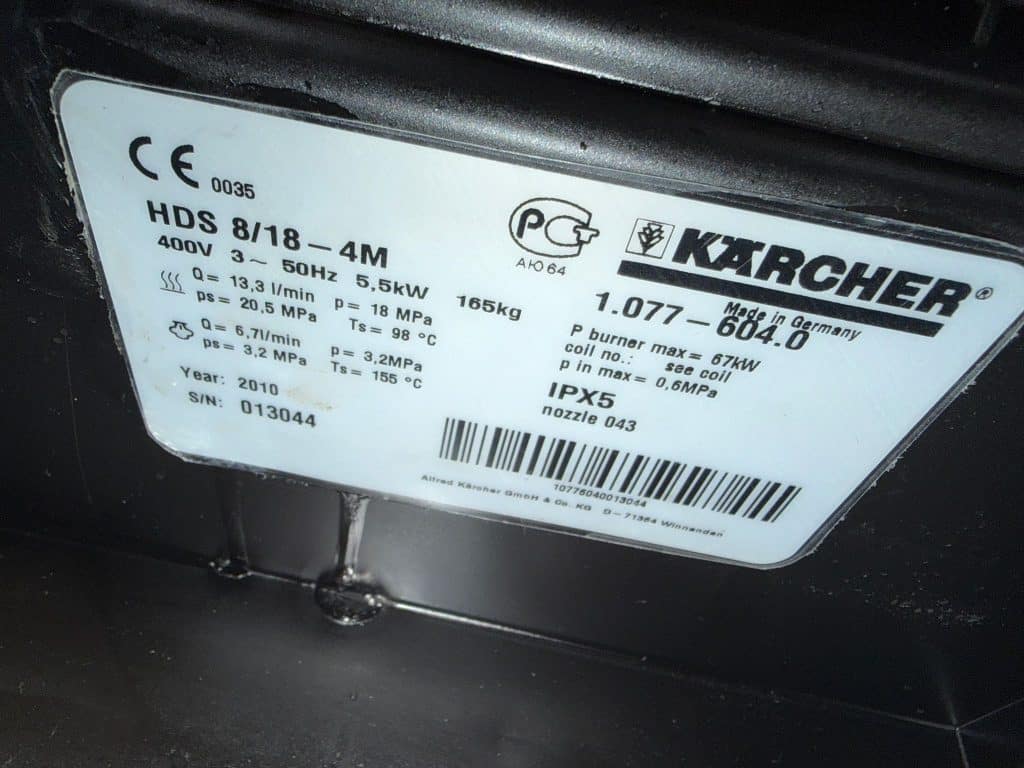 CE 0035
HDS 8/18-4M
400V 3~ 50Hz 5,5kW 165kg
Q= 13,3 l/min p= 18 MPa
ps= 20,5 MPa Ts= 98 °C
Q= 6,7l/min p= 3,2MPa
ps= 3,2 MPa Ts= 155 °C
Year: 2010
S/N: 013044
PC
АЮ64
KÄRCHER®
Made in Germany
1.077-604.0
P burner max= 67kW
coil no.: see coil
p in max= 0,6MPa
IPX5
nozzle 043
10776040013044
Alfred Kärcher GmbH & Co. KG D-71364 Winnenden